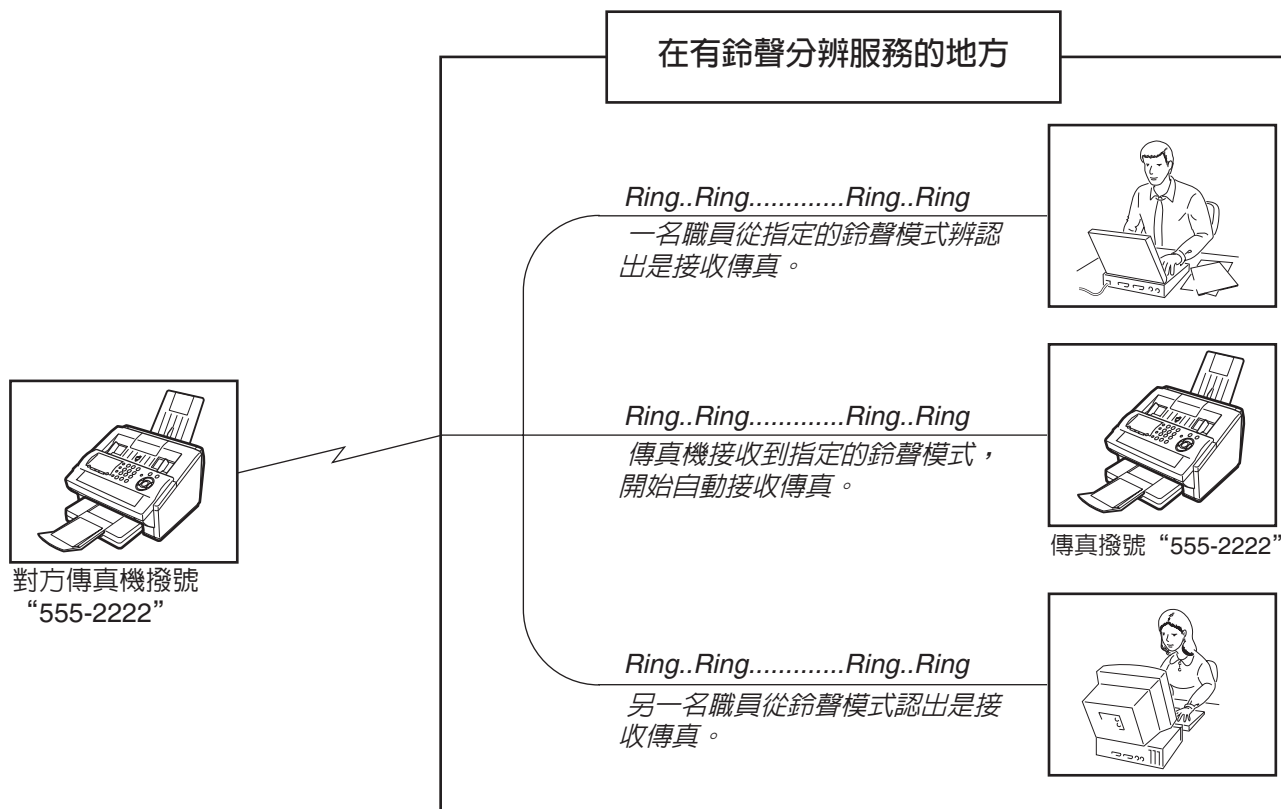 在有鈴聲分辨服務的地方
Ring..Ring.............Ring..Ring
一名職員從指定的鈴聲模式辨認
出是接收傳真。
Ring..Ring.............Ring..Ring
傳真機接收到指定的鈴聲模式，
開始自動接收傳真。
傳真撥號“555-2222”
對方傳真機撥號
“555-2222”
Ring..Ring.............Ring..Ring
另一名職員從鈴聲模式認出是接
收傳真。